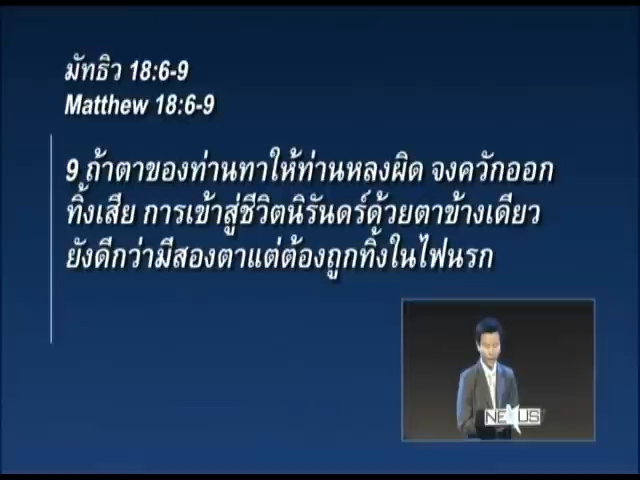 มัทธิว 18:6-9
Matthew 18:6-9
9 ถ้าตาของท่านทาให้ท่านหลงผิด จงควักออก
ทิ้งเสีย การเข้าสู่ชีวิตนิรันดร์ด้วยตาข้างเดียว
ยังดีกว่ามีสองตาแต่ต้องถูกทิ้งในไฟนรก
NEXUS